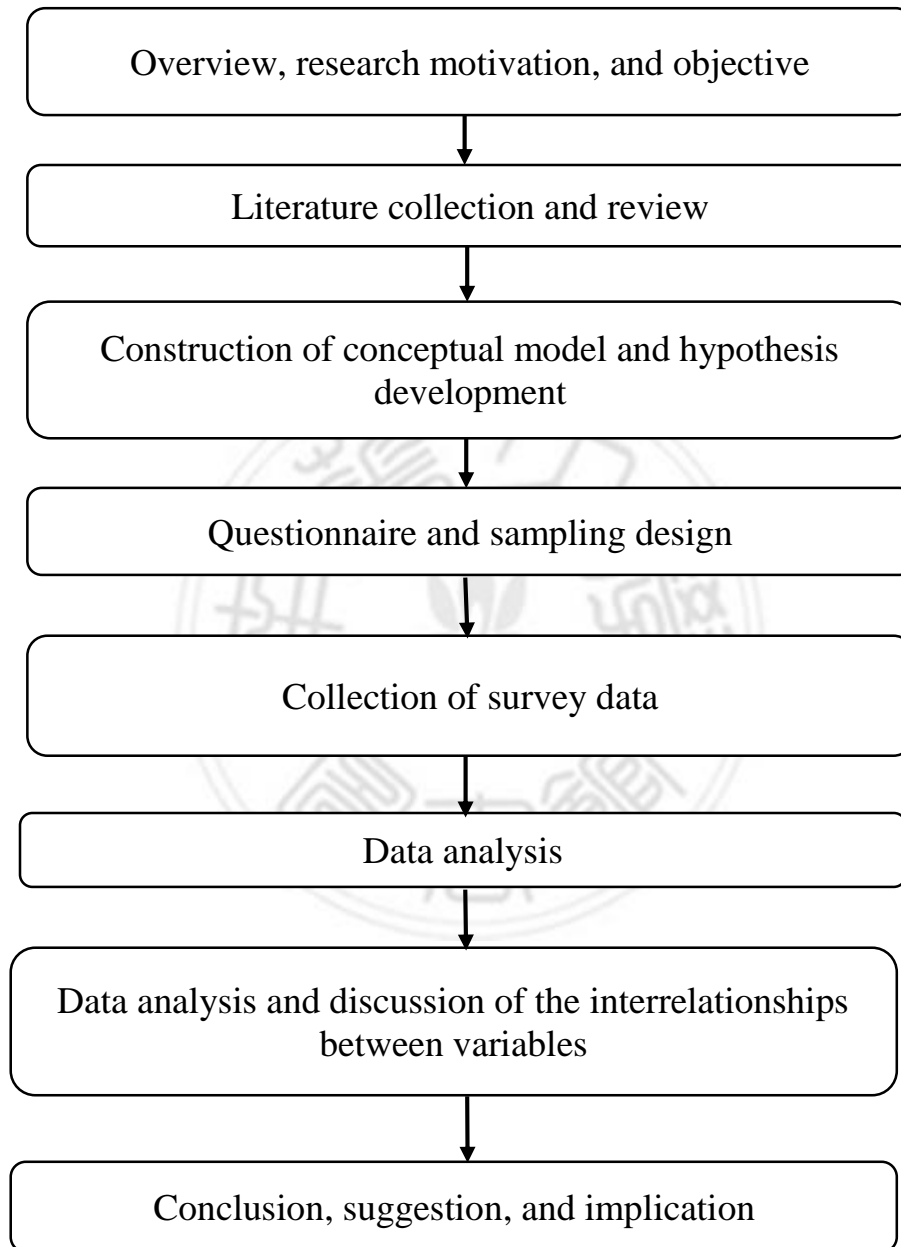 Overview, research motivation, and objective
Literature collection and review
Construction of conceptual model and hypothesis
development
Questionnaire and sampling design
Collection of survey data
Data analysis
Data analysis and discussion of the interrelationships
between variables
Conclusion, suggestion, and implication